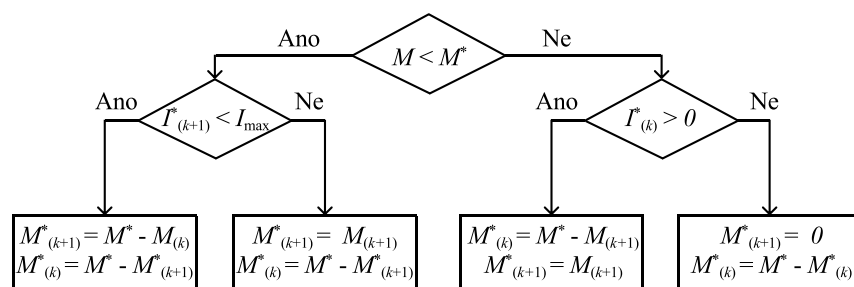 Ano
M < M*
Ne
Ano
I*(k+1) < Imax
Ne
Ano
I*(k) > 0
Ne
M*(k+1) = M* - M(k)
M*(k) = M* - M*(k+1)
M*(k+1) = M(k+1)
M*(k) = M* - M*(k+1)
M*(k) = M* - M(k+1)
M*(k+1) = M(k+1)
M*(k+1) = 0
M*(k) = M* - M*(k)